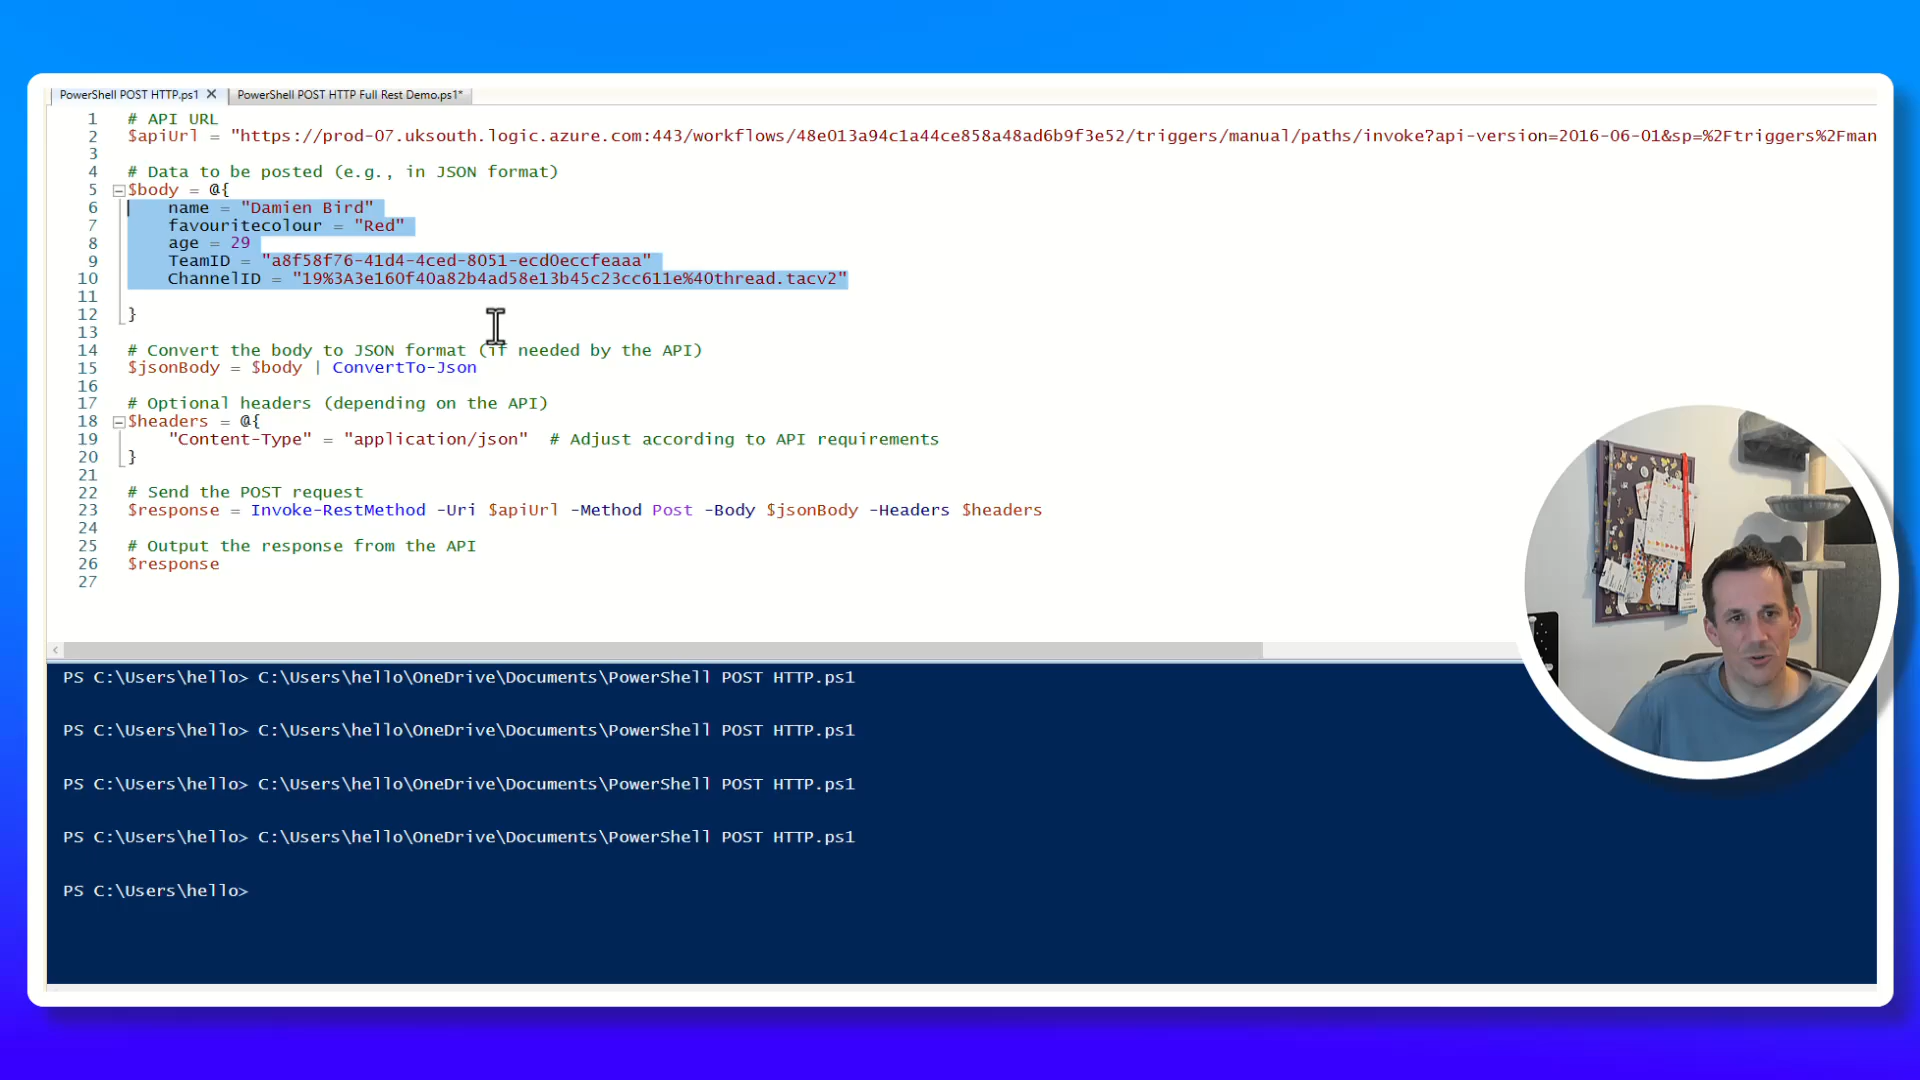 PowerShell POST HTTP.ps1 X PowerShell POST HTTP Full Rest Demo.ps1*
1 # API URL
2 $apiUrl = "https://prod-07.uksouth.logic.azure.com:443/workflows/48e013a94c1a44ce858a48ad6b9f3e52/triggers/manual/paths/invoke?api-version=2016-06-01&sp=%2Ftriggers%2Fman
3
4 # Data to be posted (e.g., in JSON format)
5 $body = @{
6 name = "Damien Bird"
7 favouritecolour = "Red"
8 age = 29
9 TeamID = "a8f58f76-41d4-4ced-8051-ecd0eccfeaaa"
10 ChannelID = "19%3A3e160f40a82b4ad58e13b45c23cc611e%40thread.tacv2"
11
12 }
13
14 # Convert the body to JSON format (if needed by the API)
15 $jsonBody = $body | ConvertTo-Json
16
17 # Optional headers (depending on the API)
18 $headers = @{
19 "Content-Type" = "application/json" # Adjust according to API requirements
20 }
21
22 # Send the POST request
23 $response = Invoke-RestMethod -Uri $apiUrl -Method Post -Body $jsonBody -Headers $headers
24
25 # Output the response from the API
26 $response
27
PS C:\Users\hello> C:\Users\hello\OneDrive\Documents\PowerShell POST HTTP.ps1
PS C:\Users\hello> C:\Users\hello\OneDrive\Documents\PowerShell POST HTTP.ps1
PS C:\Users\hello> C:\Users\hello\OneDrive\Documents\PowerShell POST HTTP.ps1
PS C:\Users\hello> C:\Users\hello\OneDrive\Documents\PowerShell POST HTTP.ps1
PS C:\Users\hello>